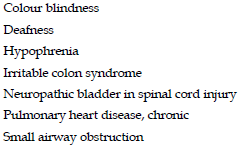 Colour blindness
Deafness
Hypophrenia
Irritable colon syndrome
Neuropathic bladder in spinal cord injury
Pulmonary heart disease, chronic
Small airway obstruction